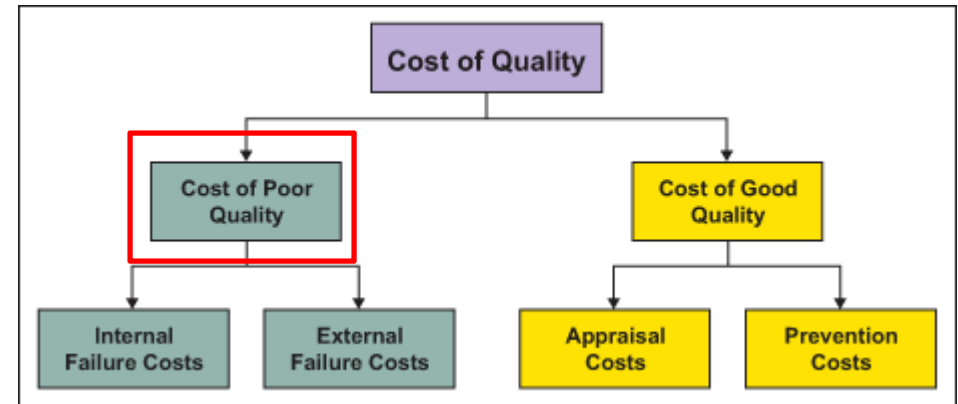 Cost of Quality
Cost of Poor
Quality
Cost of Good
Quality
Internal
Failure Costs
External
Failure Costs
Appraisal
Costs
Prevention
Costs